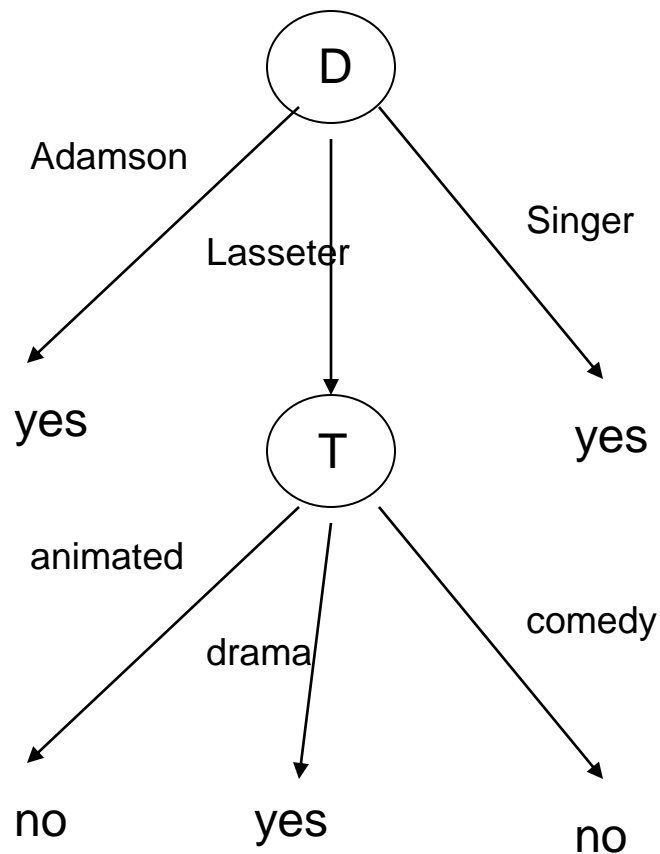 D
Adamson
Singer
Lasseter
yes
yes
T
animated
comedy
drama
no
yes
no